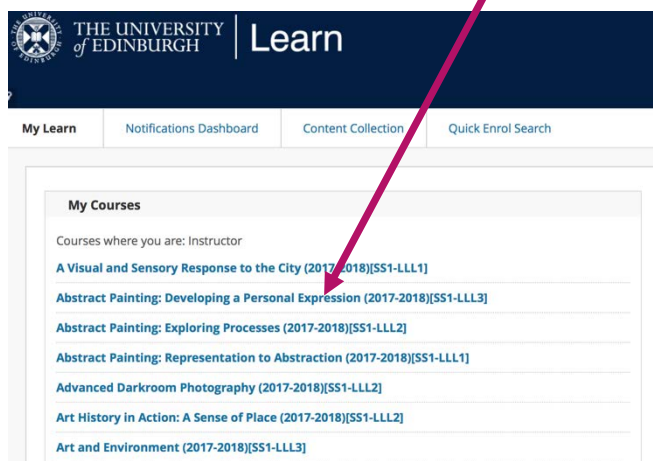 THE UNIVERSITY
of EDINBURGH
Learn
My Learn Notifications Dashboard Content Collection Quick Enrol Search
My Courses
Courses where you are: Instructor
A Visual and Sensory Response to the City (2017-2018)[SS1-LLL1]
Abstract Painting: Developing a Personal Expression (2017-2018)[SS1-LLL3]
Abstract Painting: Exploring Processes (2017-2018)[SS1-LLL2]
Abstract Painting: Representation to Abstraction (2017-2018)[SS1-LLL1]
Advanced Darkroom Photography (2017-2018)[SS1-LLL2]
Art History in Action: A Sense of Place (2017-2018)[SS1-LLL2]
Art and Environment (2017-2018)[SS1-LLL3]